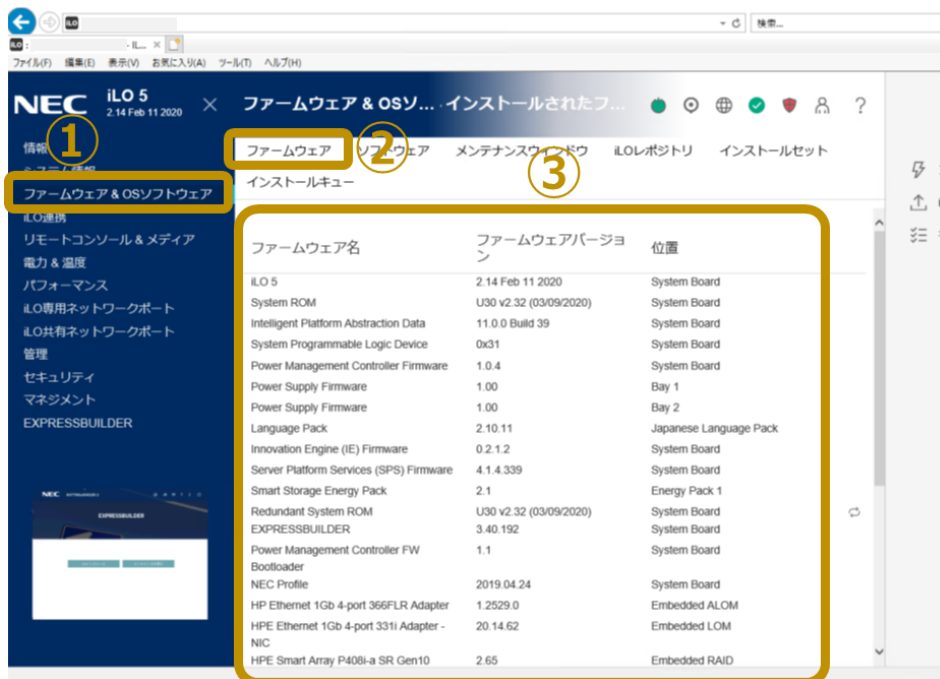 iLO
検索...
iLO :
- IL... ×
ファイル(F) 編集(E) 表示(V) お気に入り(A) ツール(T) ヘルプ(H)
NEC iLO 5
2.14 Feb 11 2020
ファームウェア & OSソ... - インストールされたフ...
?
① ② ③
情報
システム情報
ファームウェア & OSソフトウェア
iLO連携
リモートコンソール & メディア
電力 & 温度
パフォーマンス
iLO専用ネットワークポート
iLO共有ネットワークポート
管理
セキュリティ
マネジメント
EXPRESSBUILDER
NEC
EXPRESSBUILDER
ファームウェア ソフトウェア メンテナンスウィンドウ iLOレポジトリ インストールセット
インストールキュー
ファームウェア名 ファームウェアバージョン 位置
iLO 5 2.14 Feb 11 2020 System Board
System ROM U30 v2.32 (03/09/2020) System Board
Intelligent Platform Abstraction Data 11.0.0 Build 39 System Board
System Programmable Logic Device 0x31 System Board
Power Management Controller Firmware 1.0.4 System Board
Power Supply Firmware 1.00 Bay 1
Power Supply Firmware 1.00 Bay 2
Language Pack 2.10.11 Japanese Language Pack
Innovation Engine (IE) Firmware 0.2.1.2 System Board
Server Platform Services (SPS) Firmware 4.1.4.339 System Board
Smart Storage Energy Pack 2.1 Energy Pack 1
Redundant System ROM U30 v2.32 (03/09/2020) System Board
EXPRESSBUILDER 3.40.192 System Board
Power Management Controller FW Bootloader 1.1 System Board
NEC Profile 2019.04.24 System Board
HP Ethernet 1Gb 4-port 366FLR Adapter 1.2529.0 Embedded ALOM
HPE Ethernet 1Gb 4-port 331i Adapter - NIC 20.14.62 Embedded LOM
HPE Smart Array P408i-a SR Gen10 2.65 Embedded RAID